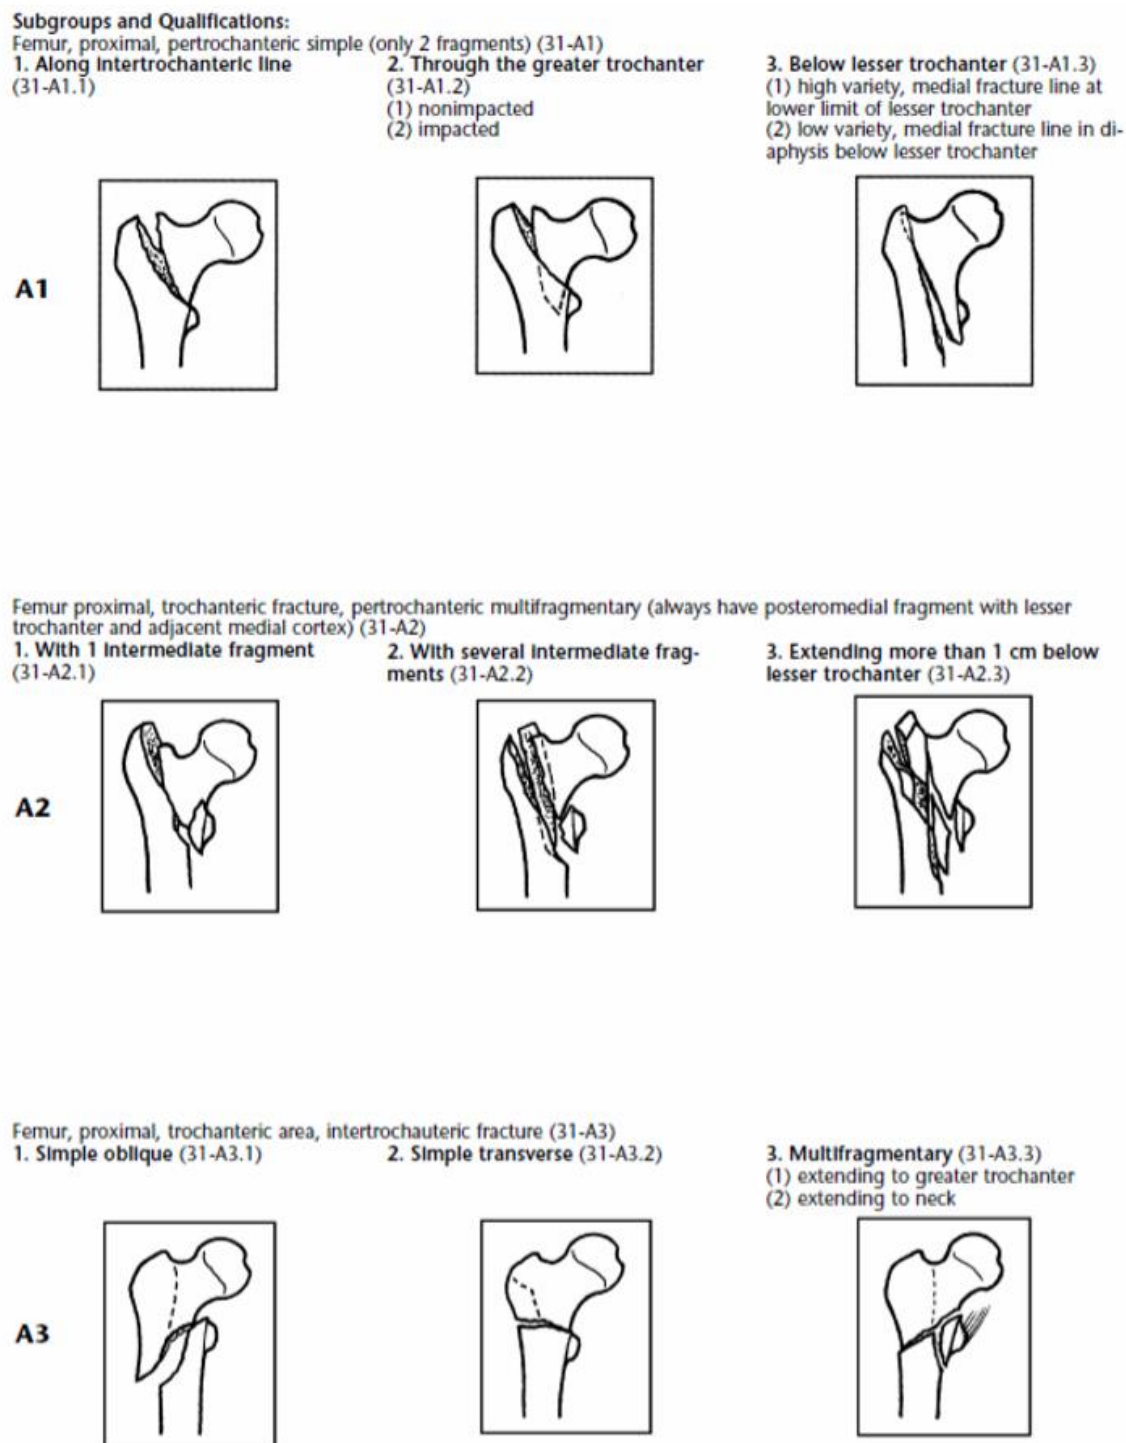 Subgroups and Qualifications:
Femur, proximal, pertrochanteric simple (only 2 fragments) (31-A1)
1. Along intertrochanteric line
(31-A1.1)
2. Through the greater trochanter
(31-A1.2)
(1) nonimpacted
(2) impacted
3. Below lesser trochanter (31-A1.3)
(1) high variety, medial fracture line at
lower limit of lesser trochanter
(2) low variety, medial fracture line in di-
aphysis below lesser trochanter
A1
Femur proximal, trochanteric fracture, pertrochanteric multifragmentary (always have posteromedial fragment with lesser
trochanter and adjacent medial cortex) (31-A2)
1. With 1 intermediate fragment
(31-A2.1)
2. With several intermediate frag-
ments (31-A2.2)
3. Extending more than 1 cm below
lesser trochanter (31-A2.3)
A2
Femur, proximal, trochanteric area, intertrochauteric fracture (31-A3)
1. Simple oblique (31-A3.1)
2. Simple transverse (31-A3.2)
3. Multifragmentary (31-A3.3)
(1) extending to greater trochanter
(2) extending to neck
A3